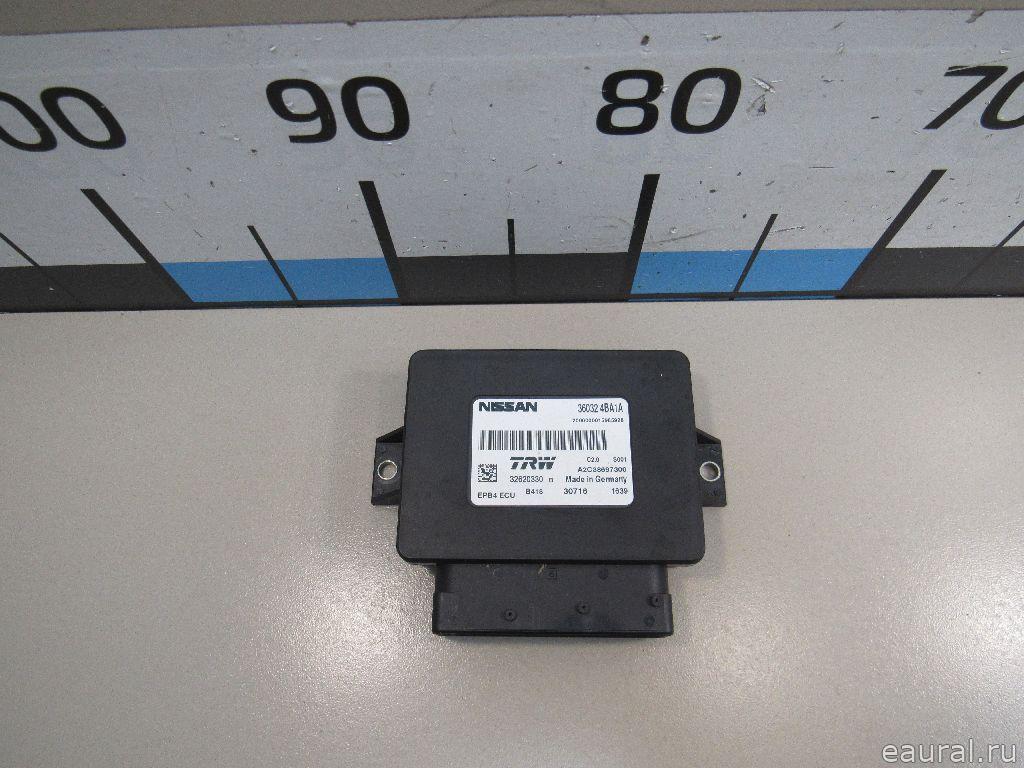 00 90 80 70
NISSAN 36032 4BA1A
TRW C2.0 S001
A2C38697300
32620330 Made in Germany
EPB4 ECU B416 30716 1639
eaural.ru